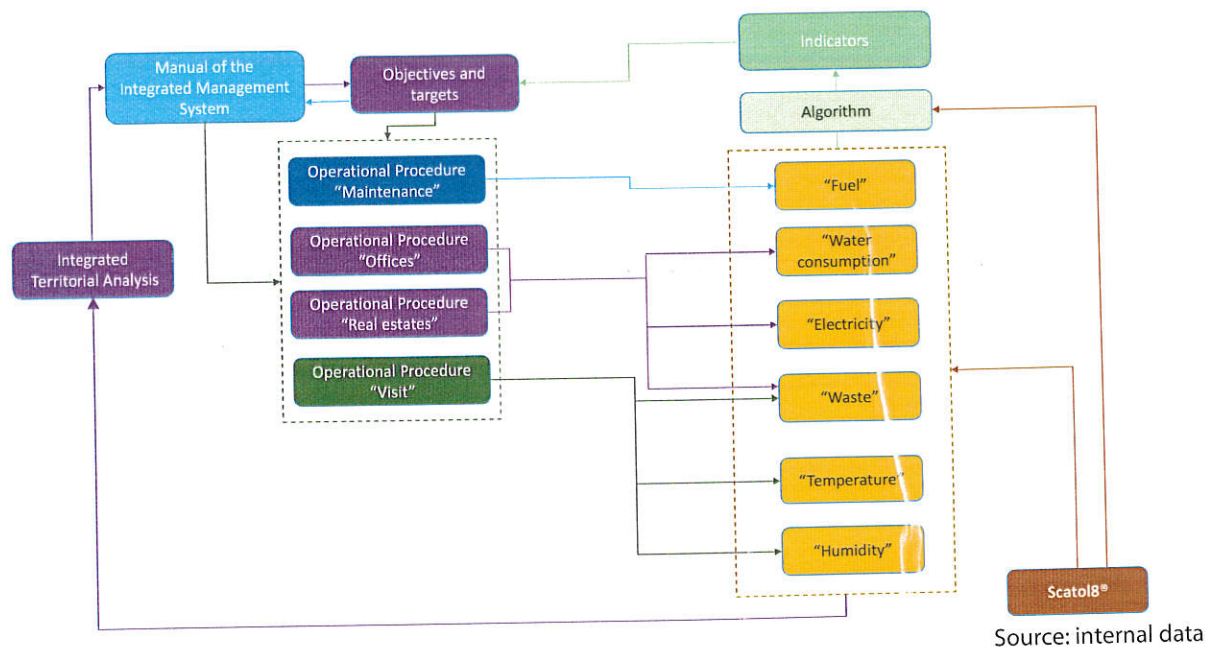 Manual of the
Integrated Management
System
Objectives and
targets
Indicators
Algorithm
Operational Procedure
“Maintenance”
“Fuel”
Integrated
Territorial Analysis
Operational Procedure
“Offices”
“Water
consumption”
Operational Procedure
“Real estates”
“Electricity”
Operational Procedure
“Visit”
“Waste”
“Temperature”
“Humidity”
Scatol8®
Source: internal data